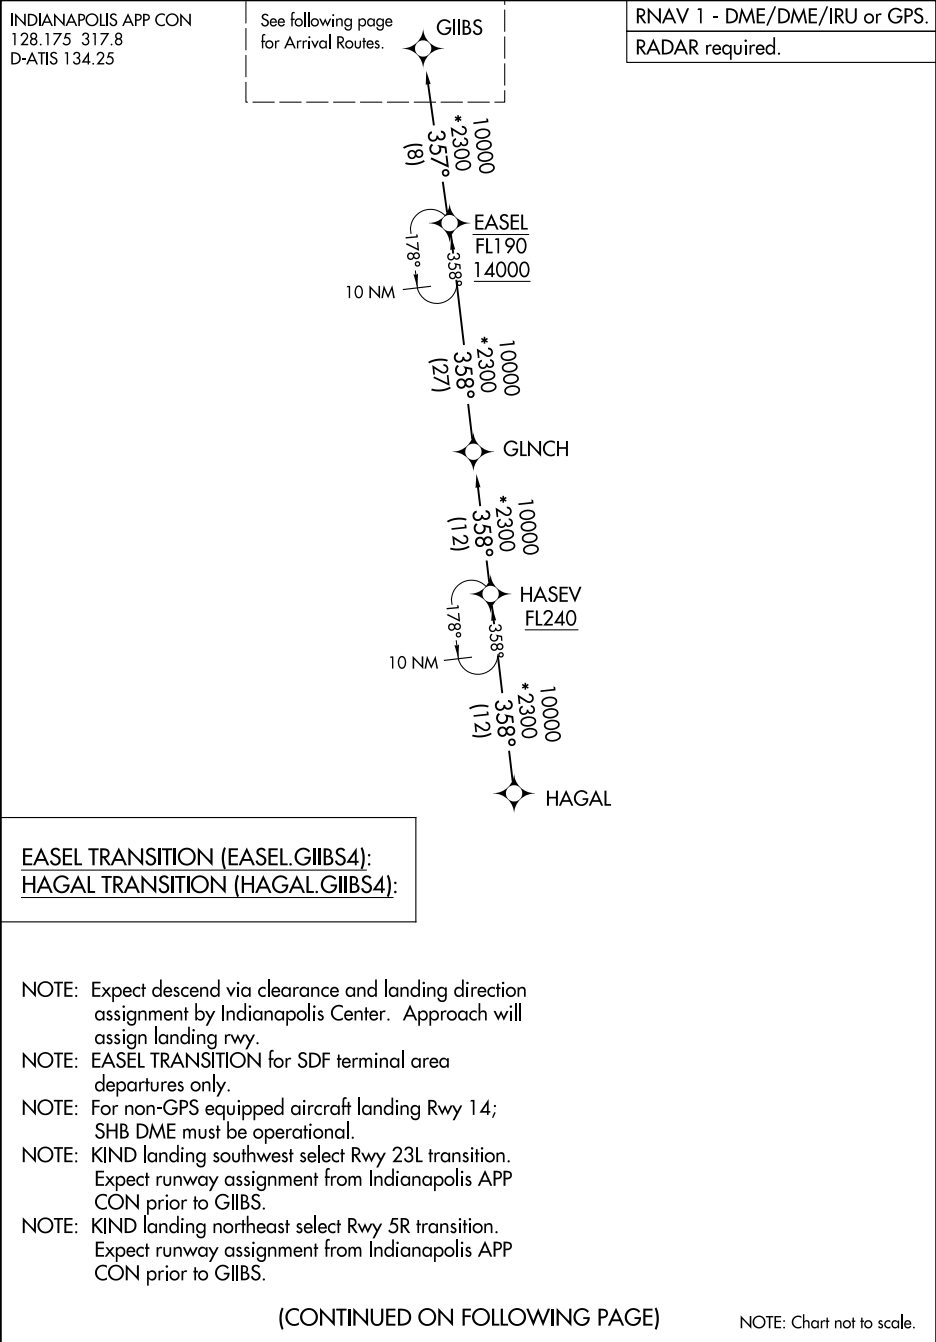 INDIANAPOLIS APP CON
128.175 317.8
D-ATIS 134.25
See following page
for Arrival Routes.
GIIBS
RNAV 1 - DME/DME/IRU or GPS.
RADAR required.
10000
*2300
357°
(8)
EASEL
FL190
14000
178°
358°
10 NM
10000
*2300
358°
(27)
GLNCH
10000
*2300
358°
(12)
HASEV
FL240
178°
358°
10 NM
10000
*2300
358°
(12)
HAGAL
EASEL TRANSITION (EASEL.GIIBS4):
HAGAL TRANSITION (HAGAL.GIIBS4):
NOTE: Expect descend via clearance and landing direction
assignment by Indianapolis Center. Approach will
assign landing rwy.
NOTE: EASEL TRANSITION for SDF terminal area
departures only.
NOTE: For non-GPS equipped aircraft landing Rwy 14;
SHB DME must be operational.
NOTE: KIND landing southwest select Rwy 23L transition.
Expect runway assignment from Indianapolis APP
CON prior to GIIBS.
NOTE: KIND landing northeast select Rwy 5R transition.
Expect runway assignment from Indianapolis APP
CON prior to GIIBS.
(CONTINUED ON FOLLOWING PAGE)
NOTE: Chart not to scale.